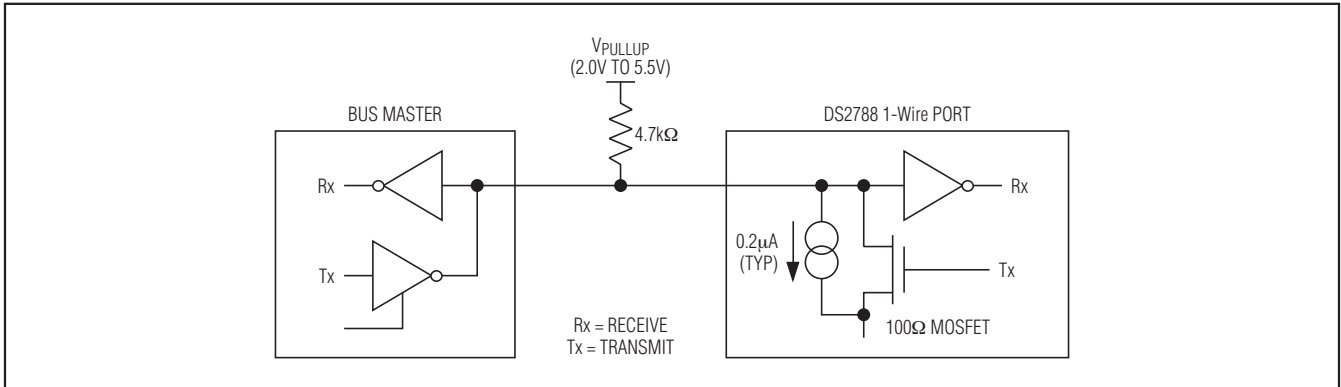 V_PULLUP
(2.0V TO 5.5V)
BUS MASTER
DS2788 1-Wire PORT
4.7kΩ
Rx
Rx
0.2μA
(TYP)
Tx
Tx
Rx = RECEIVE
Tx = TRANSMIT
100Ω MOSFET